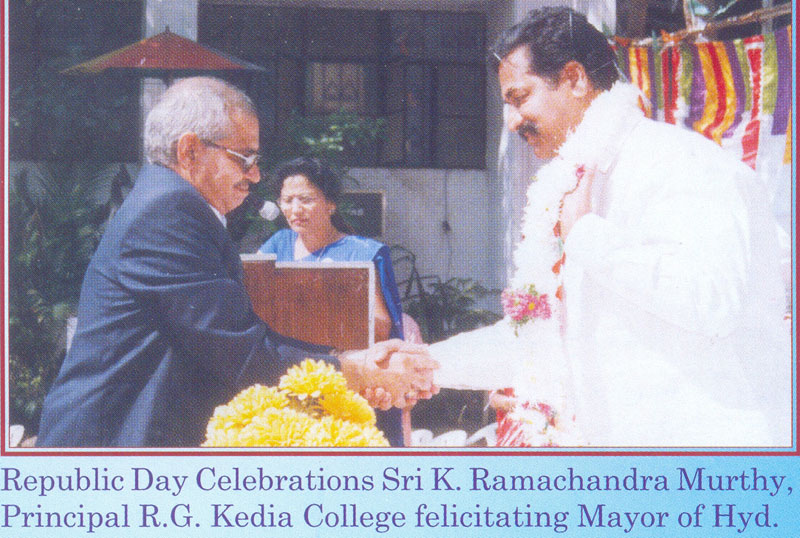 Republic Day Celebrations Sri K. Ramachandra Murthy,
Principal R.G. Kedia College felicitating Mayor of Hyd.